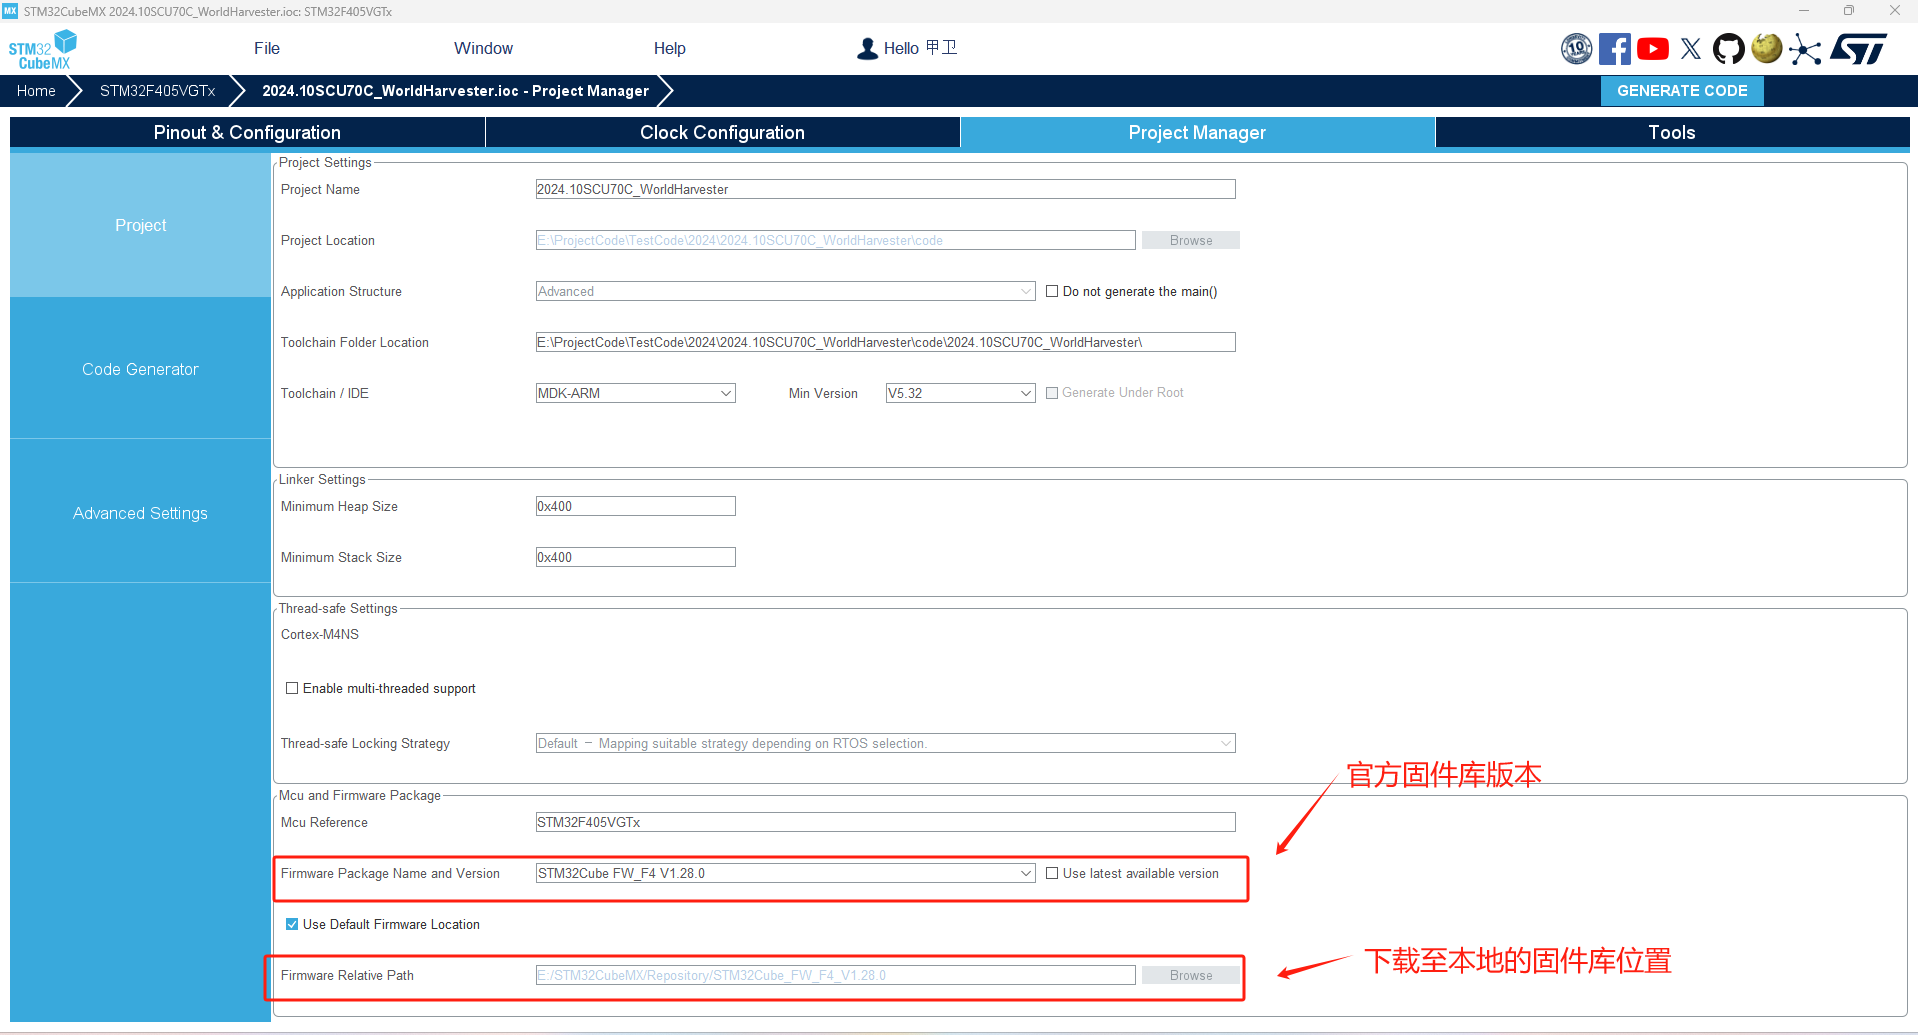 MX STM32CubeMX 2024.10SCU70C_WorldHarvester.ioc: STM32F405VGTx
STM32 CubeMX
File Window Help Hello 甲卫
10
ST
Home STM32F405VGTx 2024.10SCU70C_WorldHarvester.ioc - Project Manager GENERATE CODE
Pinout & Configuration Clock Configuration Project Manager Tools
Project
Code Generator
Advanced Settings
Project Settings
Project Name 2024.10SCU70C_WorldHarvester
Project Location E:\ProjectCode\TestCode\2024\2024.10SCU70C_WorldHarvester\code Browse
Application Structure Advanced Do not generate the main()
Toolchain Folder Location E:\ProjectCode\TestCode\2024\2024.10SCU70C_WorldHarvester\code\2024.10SCU70C_WorldHarvester\
Toolchain / IDE MDK-ARM Min Version V5.32 Generate Under Root
Linker Settings
Minimum Heap Size 0x400
Minimum Stack Size 0x400
Thread-safe Settings
Cortex-M4NS
Enable multi-threaded support
Thread-safe Locking Strategy Default － Mapping suitable strategy depending on RTOS selection.
官方固件库版本
Mcu and Firmware Package
Mcu Reference STM32F405VGTx
Firmware Package Name and Version STM32Cube FW_F4 V1.28.0 Use latest available version
Use Default Firmware Location
下载至本地的固件库位置
Firmware Relative Path E:/STM32CubeMX/Repository/STM32Cube_FW_F4_V1.28.0 Browse